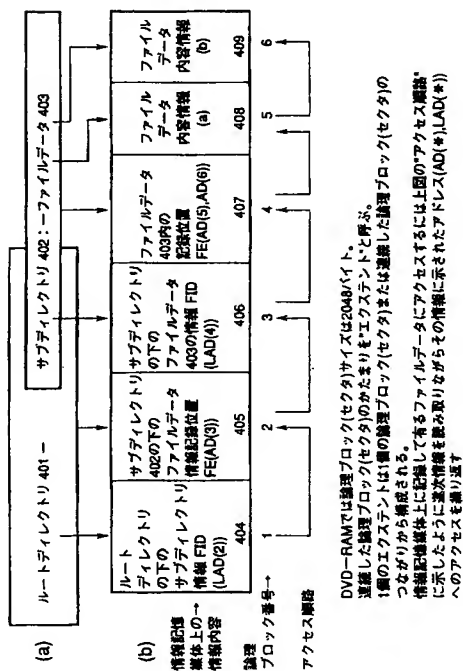 (a)
ルートディレクトリ 401 −
サブディレクトリ 402:−ファイルデータ 403
(b)
情報記憶
媒体上の→
情報内容
ルート
ディレクトリ
の下の
サブディレクトリ
情報 FID
(LAD(2))
404
サブディレクトリ
402の下の
ファイルデータ
情報記録位置
FE(AD(3))
405
サブディレクトリ
の下の
ファイルデータ
403の情報 FID
(LAD(4))
406
ファイルデータ
403内の
記録位置
FE(AD(5),AD(6))
407
ファイル
データ
内容情報
(a)
408
ファイル
データ
内容情報
(b)
409
論理
ブロック番号→
1
2
3
4
5
6
アクセス順路
DVD−RAMでは論理ブロック(セクタ)サイズは2048バイト。
連続した論理ブロック(セクタ)のかたまりを"エクステント"と呼ぶ。
1個のエクステントは1個の論理ブロック(セクタ)または連続した論理ブロック(セクタ)の
つながりから構成される。
情報記憶媒体上に記録して有るファイルデータにアクセスするには上図の"アクセス順路"
に示したように逐次情報を読み取りながらその情報に示されたアドレス(AD(*),LAD(*))
へのアクセスを繰り返す